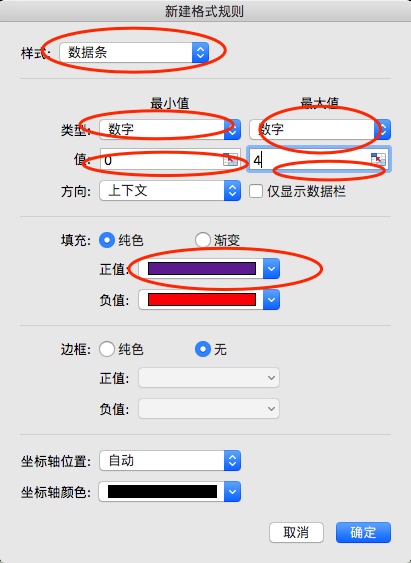 新建格式规则
样式: 数据条
最小值 最大值
类型: 数字 数字
值: 0 4
方向: 上下文 仅显示数据栏
填充: 纯色 渐变
正值:
负值:
边框: 纯色 无
正值:
负值:
坐标轴位置: 自动
坐标轴颜色:
取消 确定